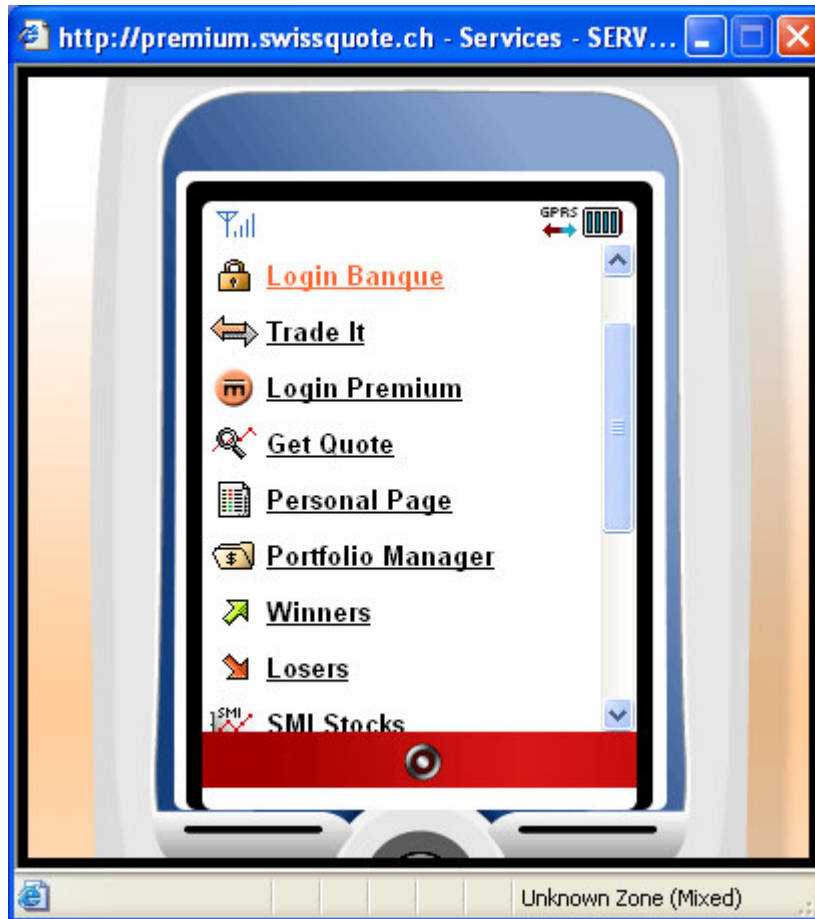 http://premium.swissquote.ch - Services - SERV...
GPRS
Login Banque
Trade It
Login Premium
Get Quote
Personal Page
Portfolio Manager
Winners
Losers
SMI
SMI Stocks
Unknown Zone (Mixed)